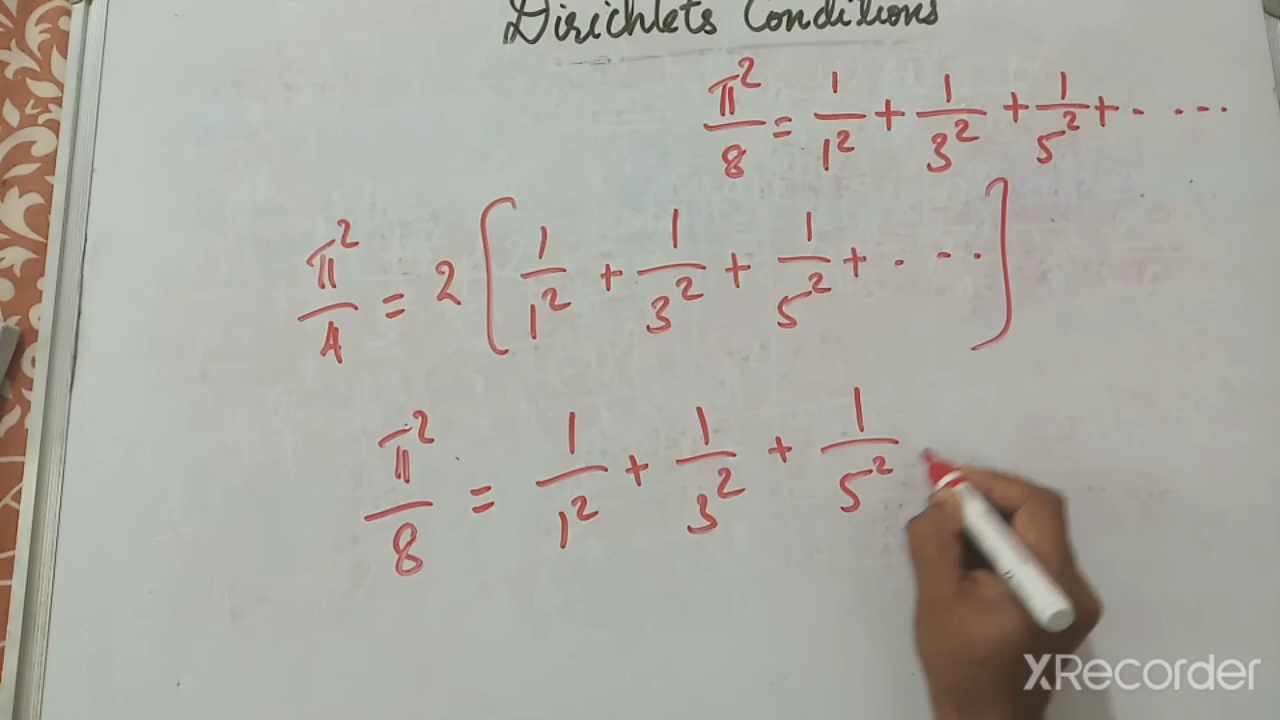 Dirichlets Conditions
π²/8 = 1/1² + 1/3² + 1/5² + . ...
π²/4 = 2 [ 1/1² + 1/3² + 1/5² + . ... ]
π²/8 = 1/1² + 1/3² + 1/5²
XRecorder